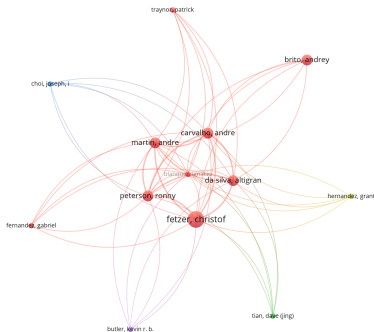 traynor, patrick
brito, andrey
choi, joseph i.
carvalho, andre
martin, andre
da silva, altigran
peterson, ronny
hernandez, grant
fetzer, christof
fernandez, gabriel
tian, dave (jing)
butler, kevin r. b.